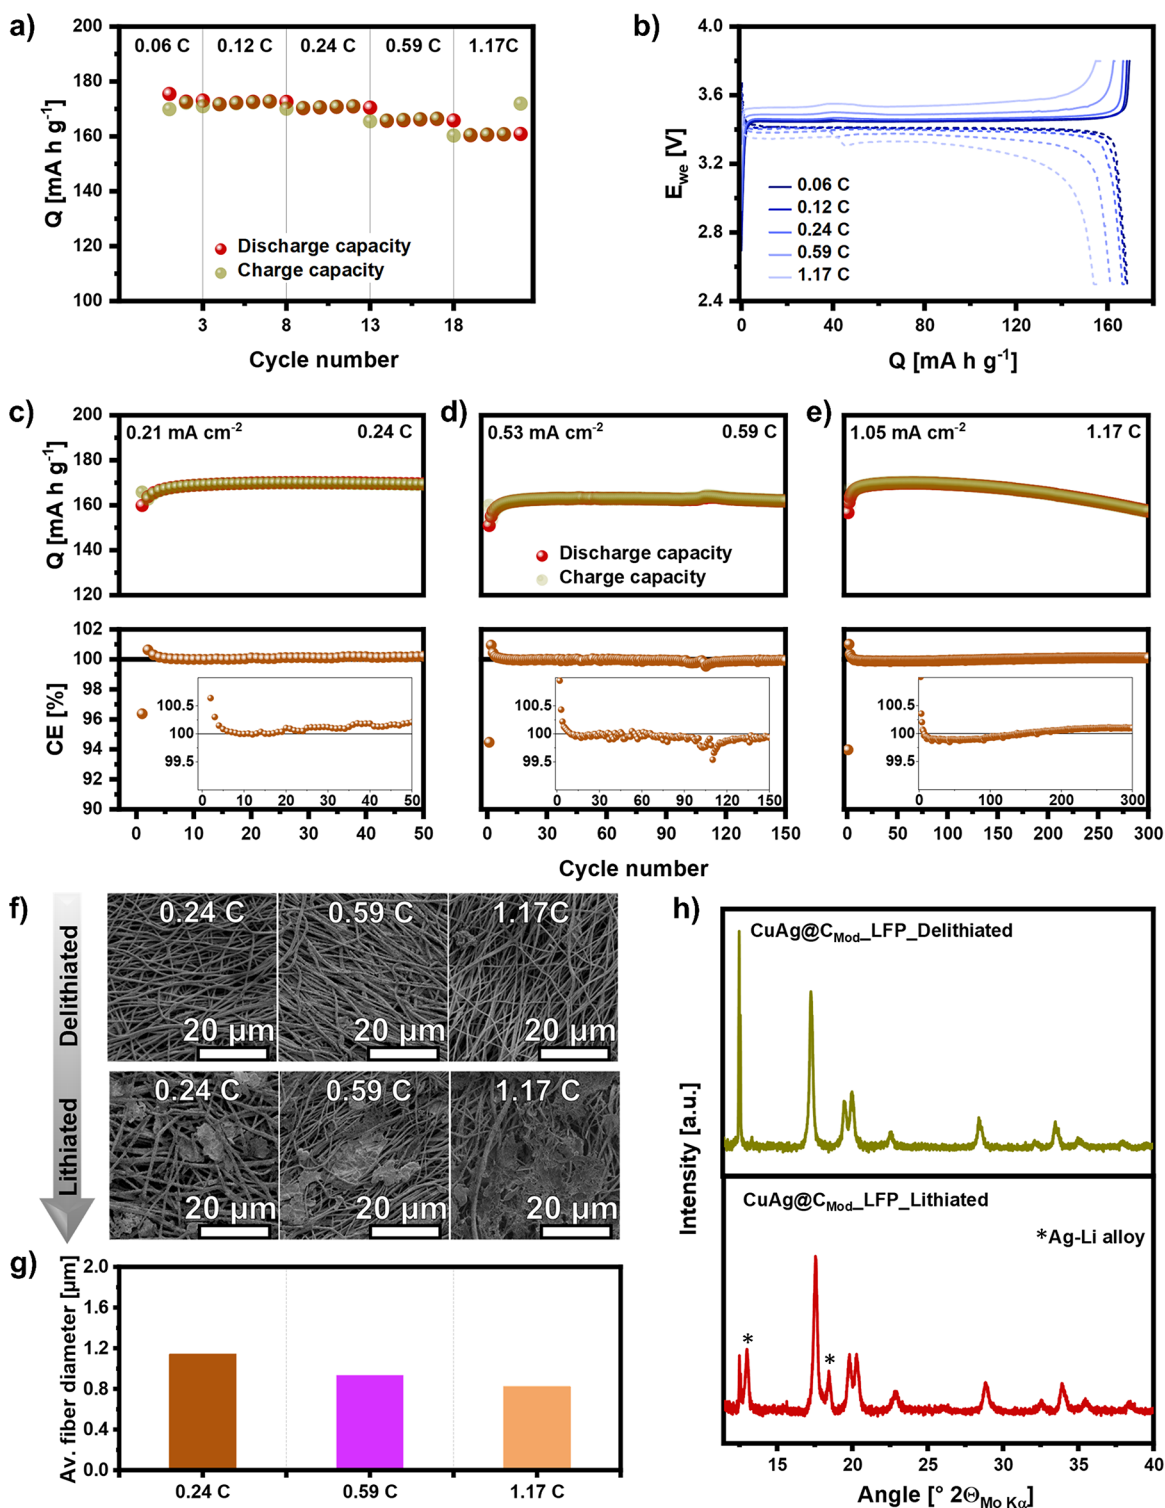 a)
200
180
160
140
120
100
Q [mA h g⁻¹]
0.06 C
0.12 C
0.24 C
0.59 C
1.17C
Discharge capacity
Charge capacity
3
8
13
18
Cycle number
b)
4.0
3.6
3.2
2.8
2.4
E_we [V]
0.06 C
0.12 C
0.24 C
0.59 C
1.17 C
0
40
80
120
160
Q [mA h g⁻¹]
c)
200
180
160
140
120
Q [mA h g⁻¹]
0.21 mA cm⁻²
0.24 C
102
100
98
96
94
92
90
CE [%]
100.5
100
99.5
0
10
20
30
40
50
0
10
20
30
40
50
d)
0.53 mA cm⁻²
0.59 C
Discharge capacity
Charge capacity
100.5
100
99.5
0
30
60
90
120
150
0
30
60
90
120
150
Cycle number
e)
1.05 mA cm⁻²
1.17 C
100.5
100
99.5
0
100
200
300
0
50
100
150
200
250
300
f)
Delithiated
Lithiated
0.24 C
0.59 C
1.17C
20 µm
20 µm
20 µm
0.24 C
0.59 C
1.17 C
20 µm
20 µm
20 µm
g)
2.0
1.6
1.2
0.8
0.4
0.0
Av. fiber diameter [µm]
0.24 C
0.59 C
1.17 C
h)
CuAg@C_Mod_LFP_Delithiated
CuAg@C_Mod_LFP_Lithiated
*Ag-Li alloy
*
*
Intensity [a.u.]
15
20
25
30
35
40
Angle [° 2Θ_Mo Kα]